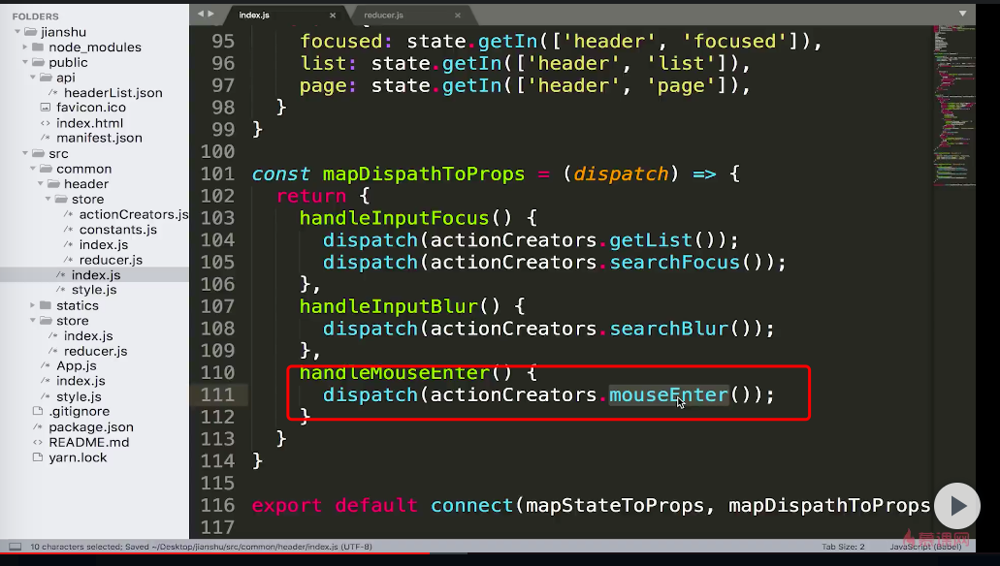 FOLDERS
jianshu
node_modules
public
api
headerList.json
favicon.ico
index.html
manifest.json
src
common
header
store
actionCreators.js
constants.js
index.js
reducer.js
index.js
style.js
statics
store
index.js
reducer.js
App.js
index.js
style.js
.gitignore
package.json
README.md
yarn.lock
index.js × reducer.js ×
95 focused: state.getIn(['header', 'focused']),
96 list: state.getIn(['header', 'list']),
97 page: state.getIn(['header', 'page']),
98 }
99 }
100
101 const mapDispathToProps = (dispatch) => {
102 return {
103 handleInputFocus() {
104 dispatch(actionCreators.getList());
105 dispatch(actionCreators.searchFocus());
106 },
107 handleInputBlur() {
108 dispatch(actionCreators.searchBlur());
109 },
110 handleMouseEnter() {
111 dispatch(actionCreators.mouseEnter());
112 }
113 }
114 }
115
116 export default connect(mapStateToProps, mapDispathToProps
117
慕课网
10 characters selected; Saved ~/Desktop/jianshu/src/common/header/index.js (UTF-8) Tab Size: 2 JavaScript (Babel)